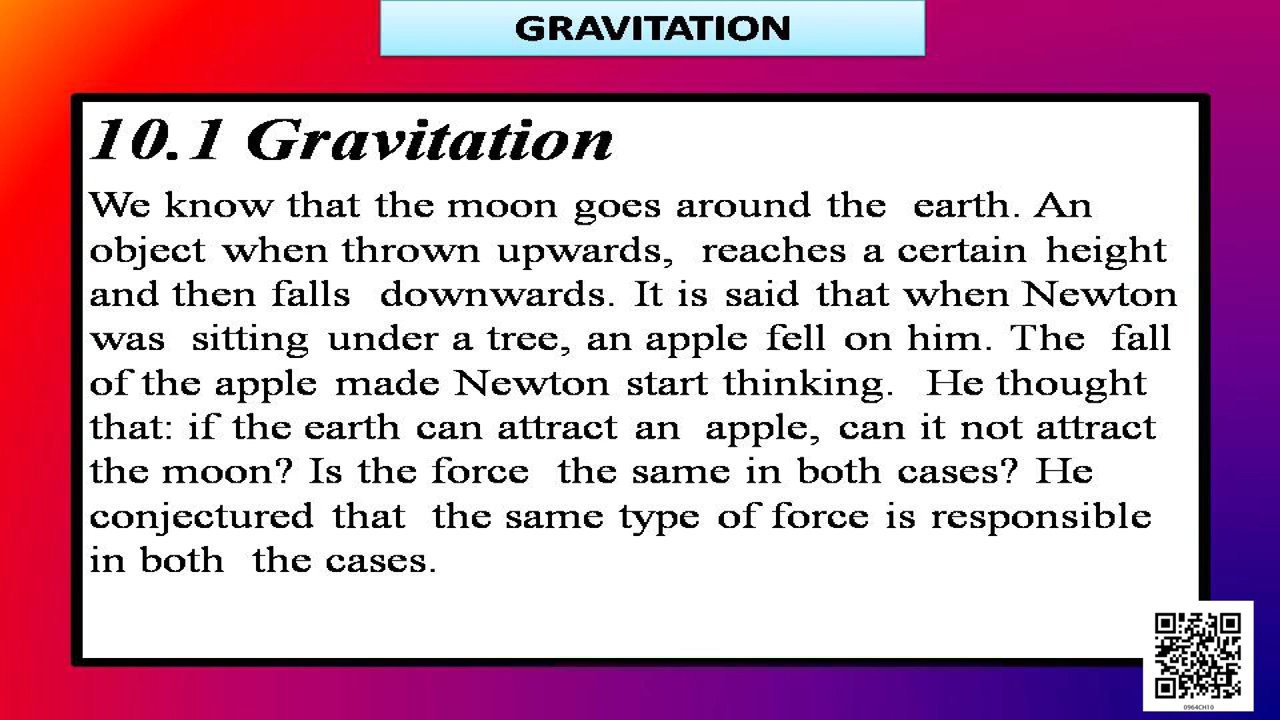 GRAVITATION
10.1 Gravitation
We know that the moon goes around the earth. An
object when thrown upwards, reaches a certain height
and then falls downwards. It is said that when Newton
was sitting under a tree, an apple fell on him. The fall
of the apple made Newton start thinking. He thought
that: if the earth can attract an apple, can it not attract
the moon? Is the force the same in both cases? He
conjectured that the same type of force is responsible
in both the cases.
0964CH10